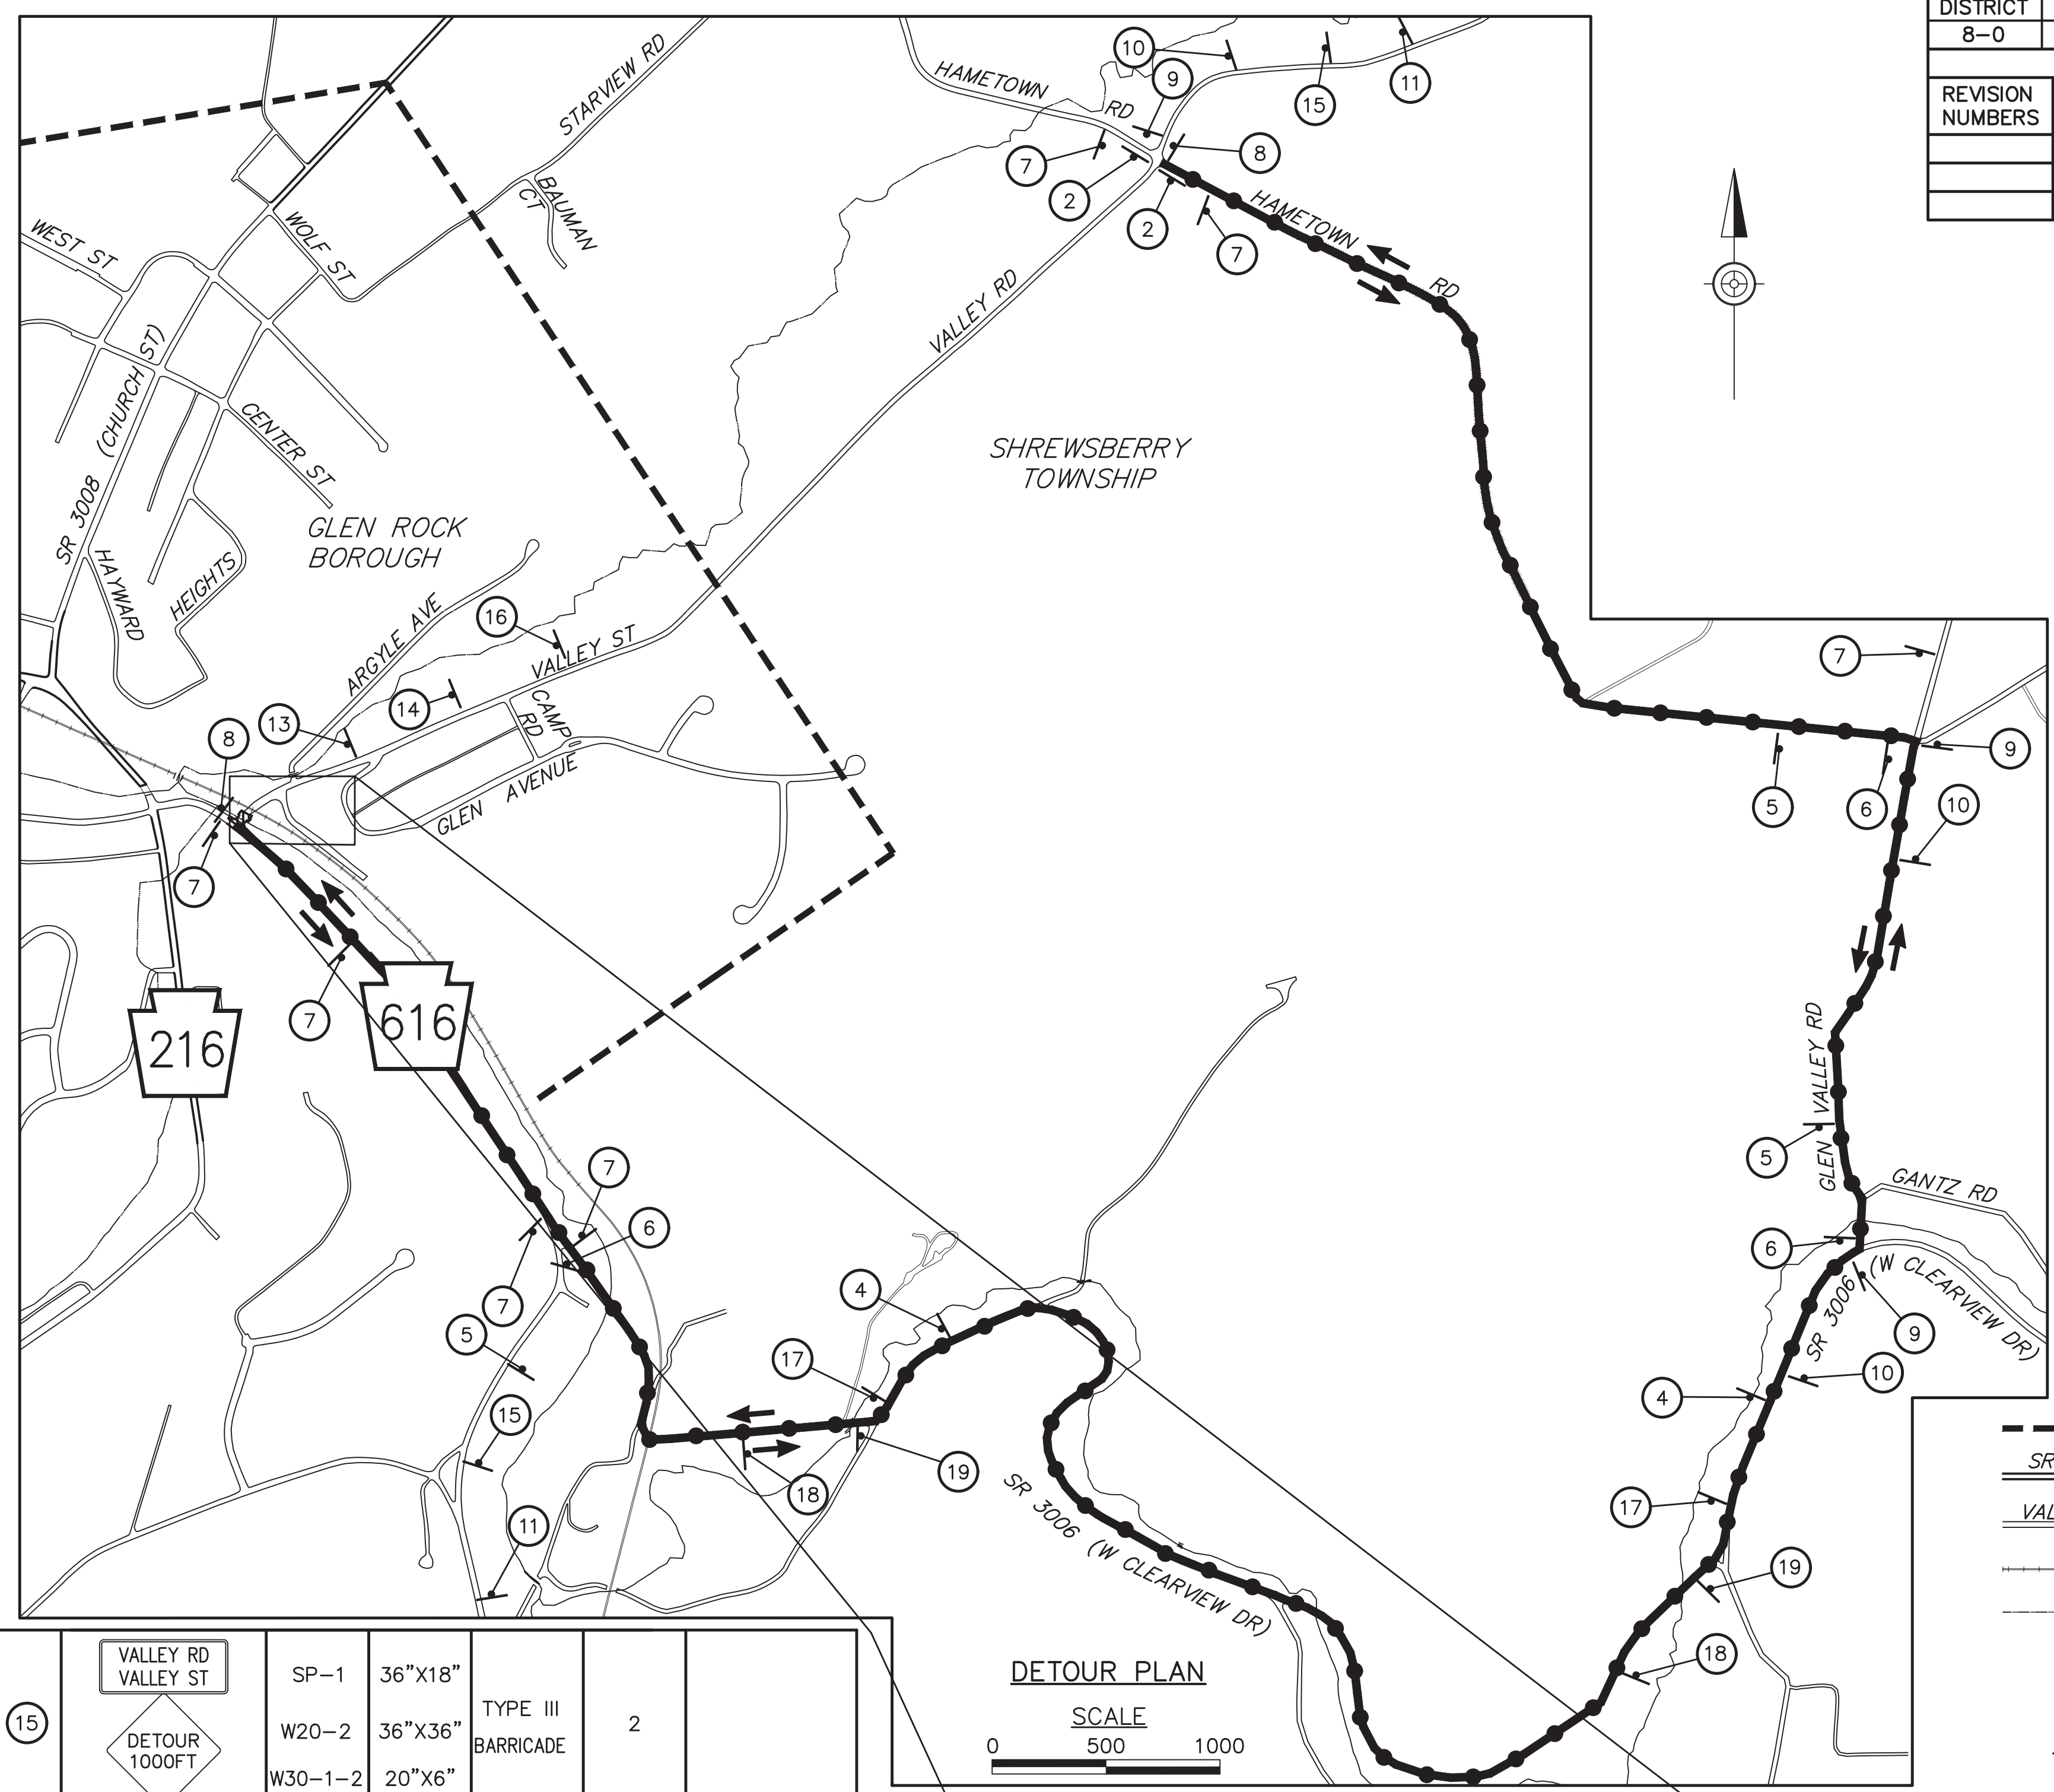 DISTRICT
8-0
REVISION
NUMBERS
10
9
11
15
HAMETOWN
RD
7
2
8
2
7
HAMETOWN
RD
STARVIEW RD
BAUMAN
CT
WEST ST
WOLF ST
VALLEY RD
SR 3008 (CHURCH ST)
CENTER ST
SHREWSBERRY
TOWNSHIP
GLEN ROCK
BOROUGH
HAYWARD
HEIGHTS
ARGYLE AVE
16
VALLEY ST
14
13
8
CAMP
RD
GLEN AVENUE
7
7
9
5
6
10
7
216
616
GLEN VALLEY RD
5
GANTZ RD
6
SR 3006 (W CLEARVIEW DR)
9
10
4
7
6
7
5
4
17
15
18
19
11
SR 3006 (W CLEARVIEW DR)
17
19
18
SR
VAL
15
VALLEY RD
VALLEY ST
DETOUR
1000FT
SP-1
W20-2
W30-1-2
36"X18"
36"X36"
20"X6"
TYPE III
BARRICADE
2
DETOUR PLAN
SCALE
0 500 1000